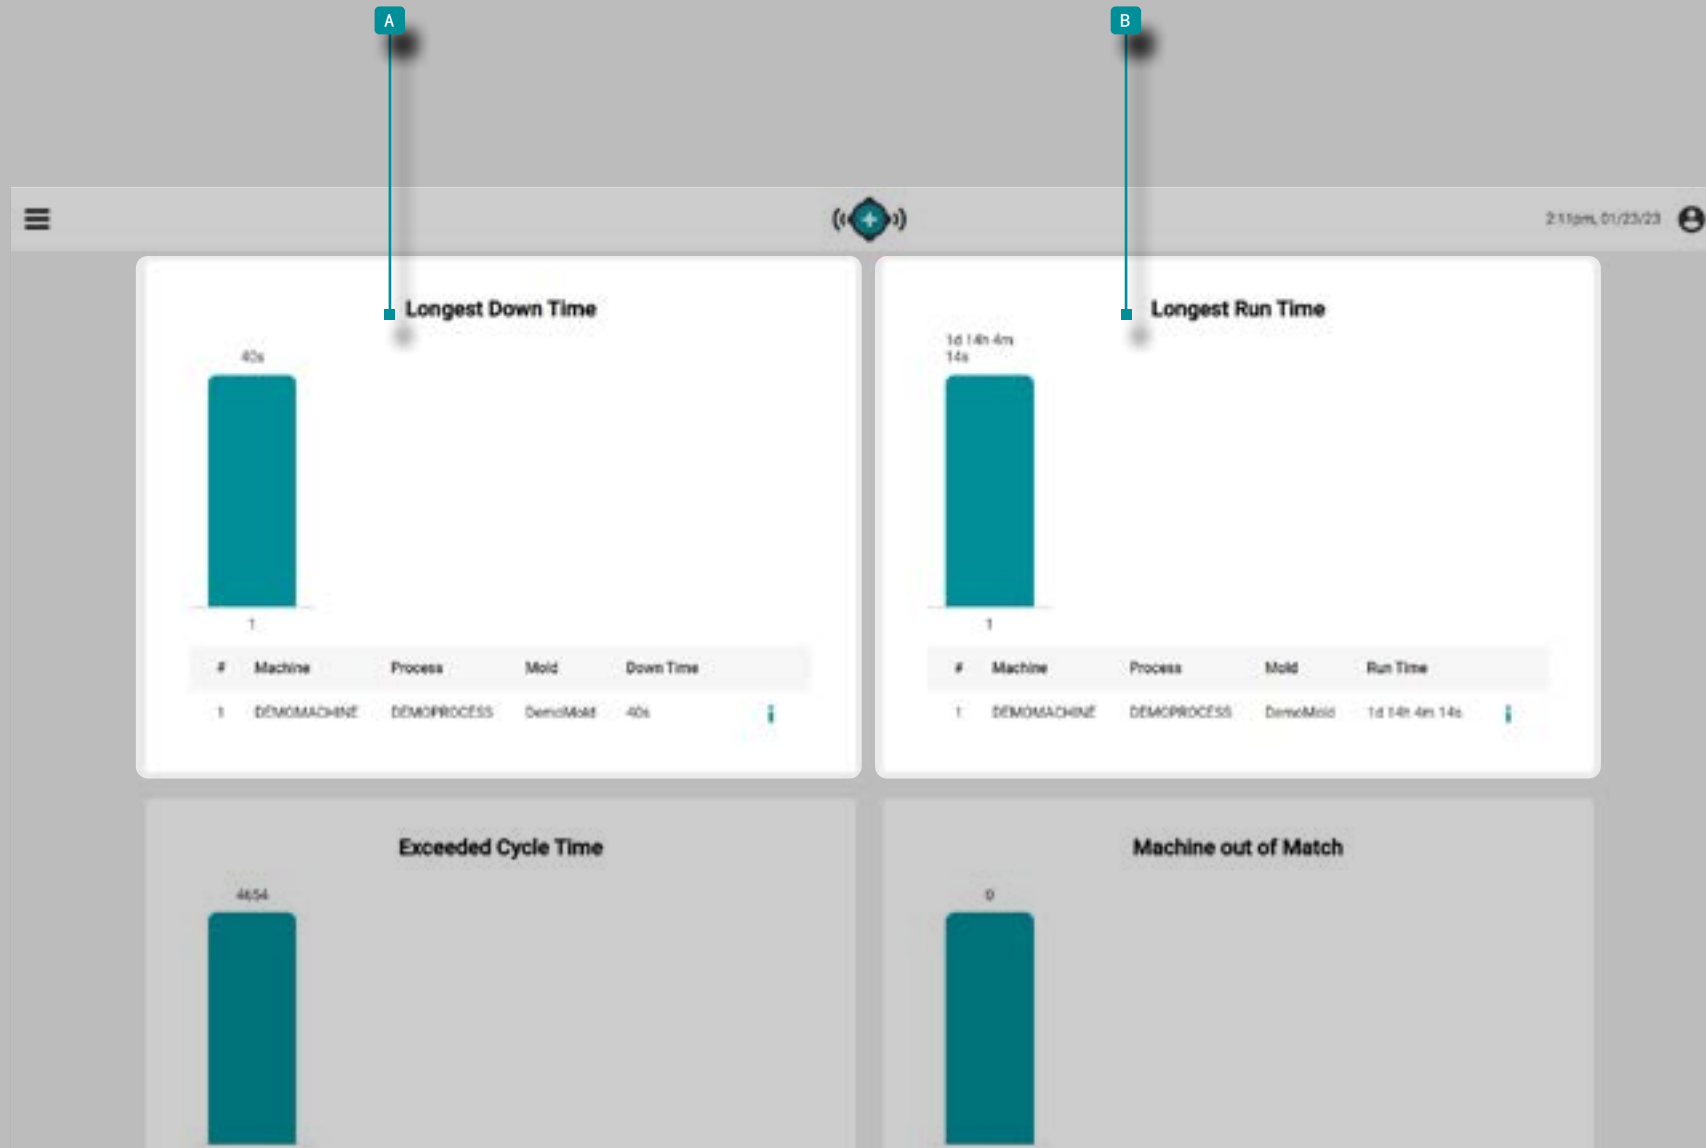 A
B
2:11pm, 01/23/23
Longest Down Time
40s
1
# Machine Process Mold Down Time
1 DEMOMACHINE DEMOPROCESS DemoMold 40s
Longest Run Time
1d 14h 4m
14s
1
# Machine Process Mold Run Time
1 DEMOMACHINE DEMOPROCESS DemoMold 1d 14h 4m 14s
Exceeded Cycle Time
4654
Machine out of Match
0